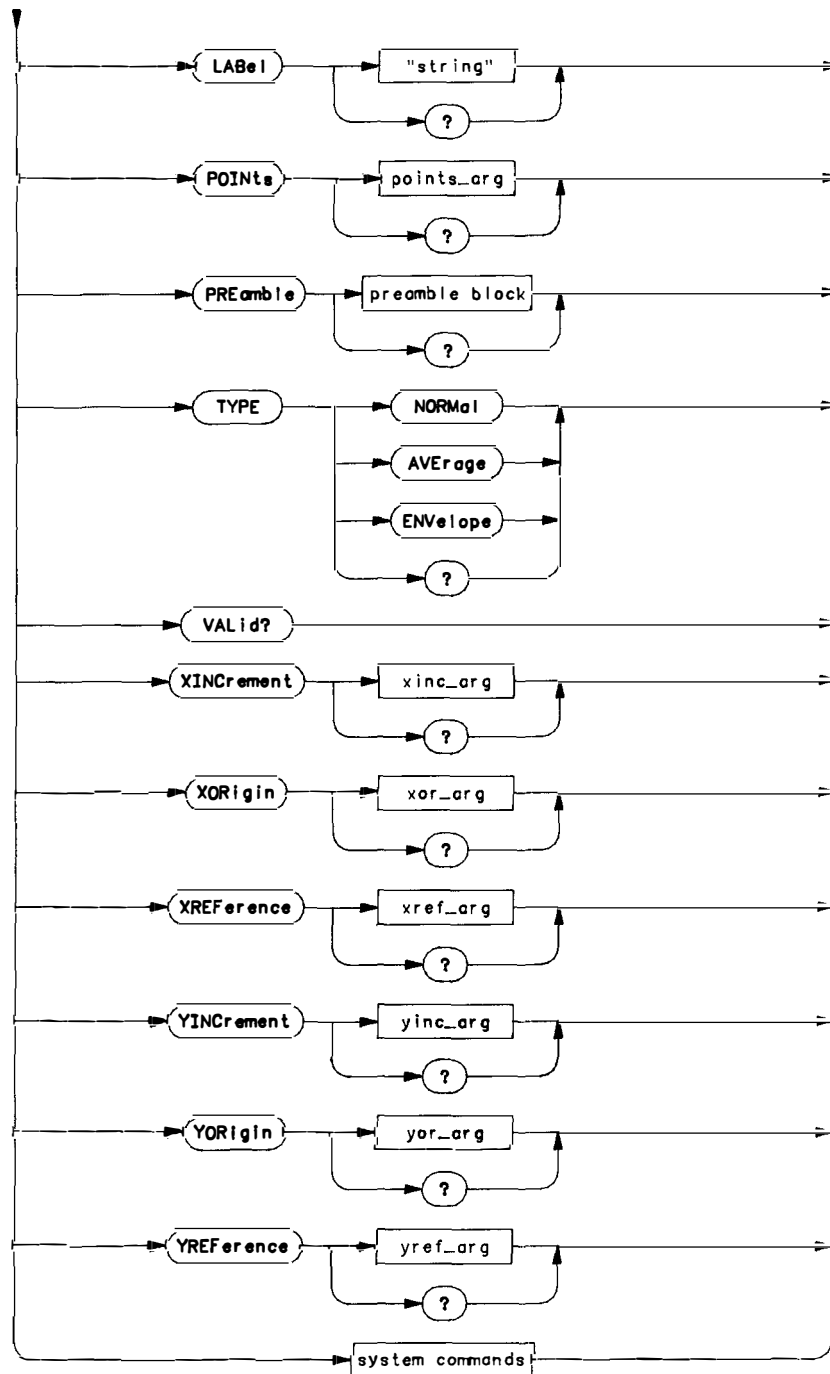 LABel "string"
?
POINts points_arg
?
PREamble preamble block
?
TYPE NORMal
AVErage
ENVelope
?
VALid?
XINCrement xinc_arg
?
XORigin xor_arg
?
XREFerence xref_arg
?
YINCrement yinc_arg
?
YORigin yor_arg
?
YREFerence yref_arg
?
system commands